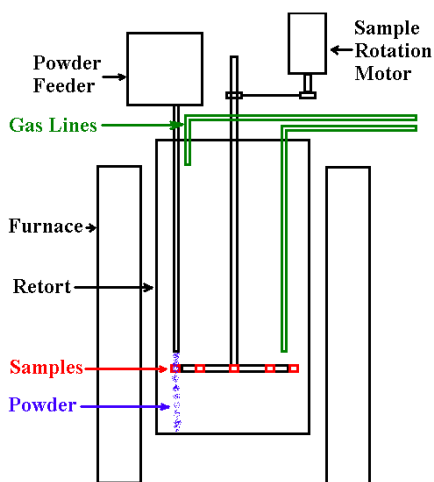 Powder
Feeder
Sample
Rotation
Motor
Gas Lines
Furnace
Retort
Samples
Powder